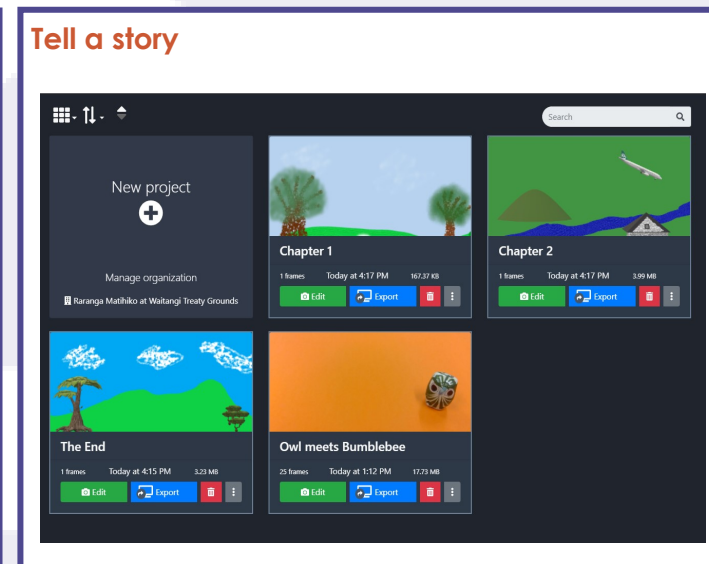 Tell a story
Search
New project
Manage organization
Raranga Matihiko at Waitangi Treaty Grounds
Chapter 1
1 frames Today at 4:17 PM 167.37 KB
Edit Export
Chapter 2
1 frames Today at 4:17 PM 3.99 MB
Edit Export
The End
1 frames Today at 4:15 PM 3.23 MB
Edit Export
Owl meets Bumblebee
25 frames Today at 1:12 PM 17.73 MB
Edit Export